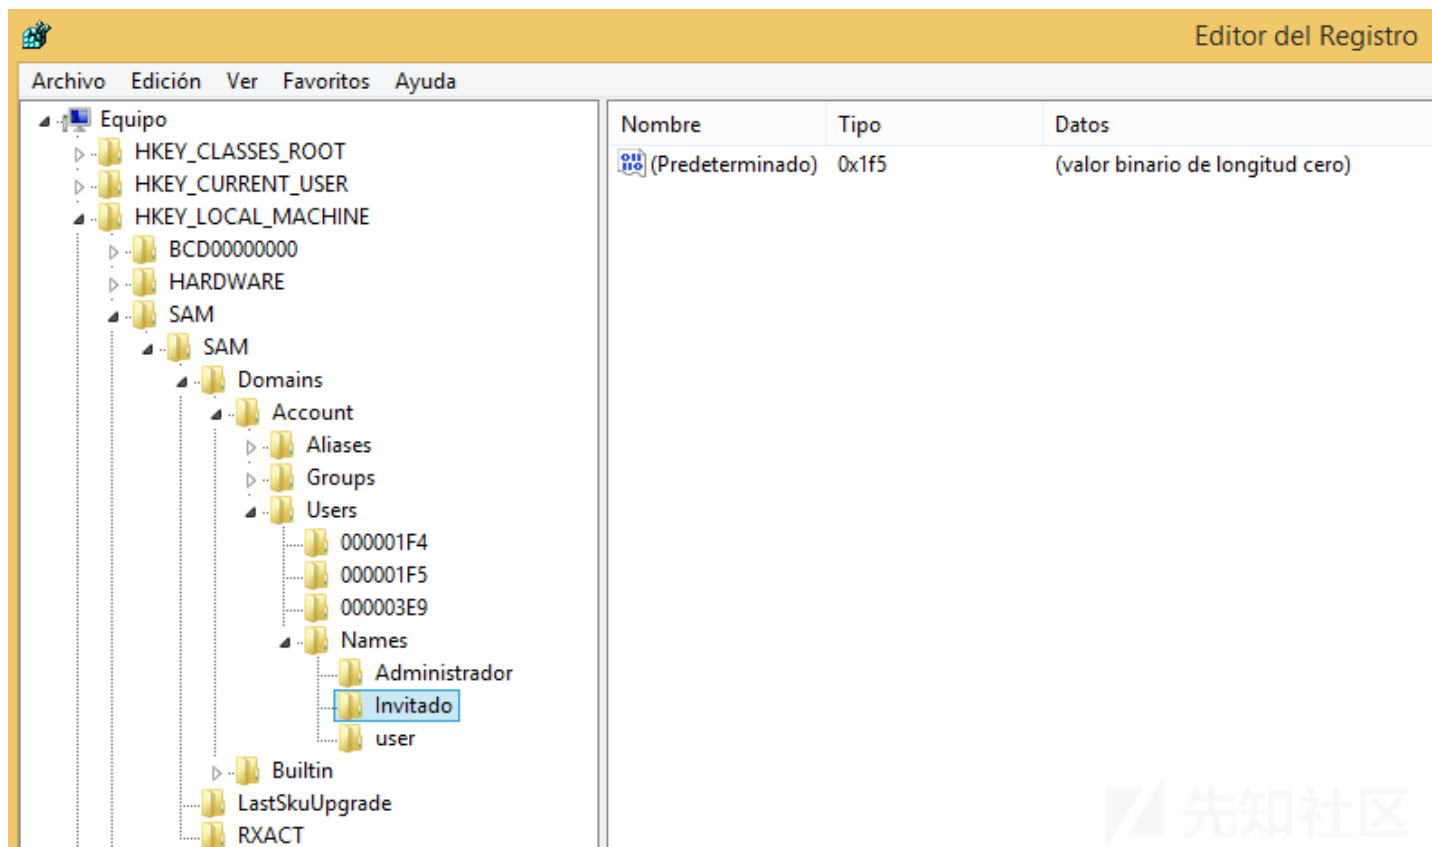 Editor del Registro
Archivo Edición Ver Favoritos Ayuda
Equipo
HKEY_CLASSES_ROOT
HKEY_CURRENT_USER
HKEY_LOCAL_MACHINE
BCD00000000
HARDWARE
SAM
SAM
Domains
Account
Aliases
Groups
Users
000001F4
000001F5
000003E9
Names
Administrador
Invitado
user
Builtin
LastSkuUpgrade
RXACT
Nombre Tipo Datos
(Predeterminado) 0x1f5 (valor binario de longitud cero)
先知社区